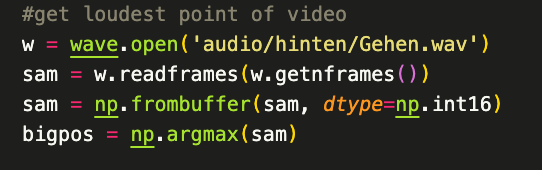 #get loudest point of video
w = wave.open('audio/hinten/Gehen.wav')
sam = w.readframes(w.getnframes())
sam = np.frombuffer(sam, dtype=np.int16)
bigpos = np.argmax(sam)